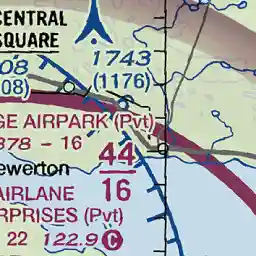 CENTRAL
SQUARE
1743
08
(1176)
08)
GE AIRPARK (Pvt)
378 - 16
ewerton
44
16
AIRLANE
RPRISES (Pvt)
22 122.9 C